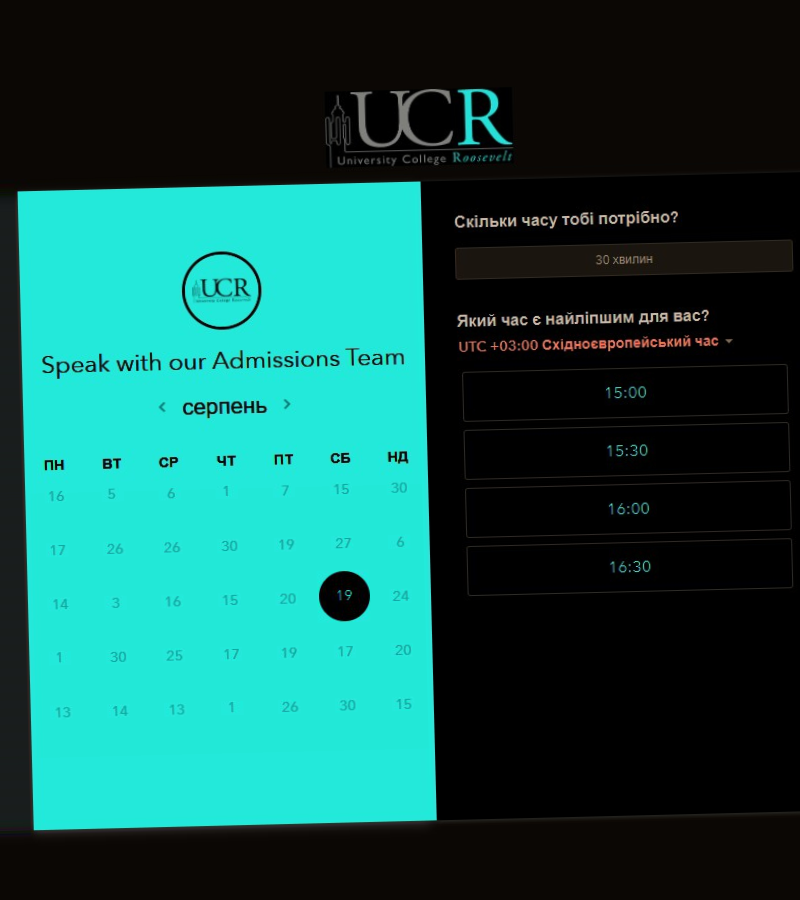 UCR
University College Roosevelt
UCR
University College Roosevelt
Speak with our Admissions Team
серпень
ПН ВТ СР ЧТ ПТ СБ НД
16 5 6 1 7 15 30
17 26 26 30 19 27 6
14 3 16 15 20 19 24
1 30 25 17 19 17 20
13 14 13 1 26 30 15
Скільки часу тобі потрібно?
30 хвилин
Який час є найліпшим для вас?
UTC +03:00 Східноєвропейський час
15:00
15:30
16:00
16:30